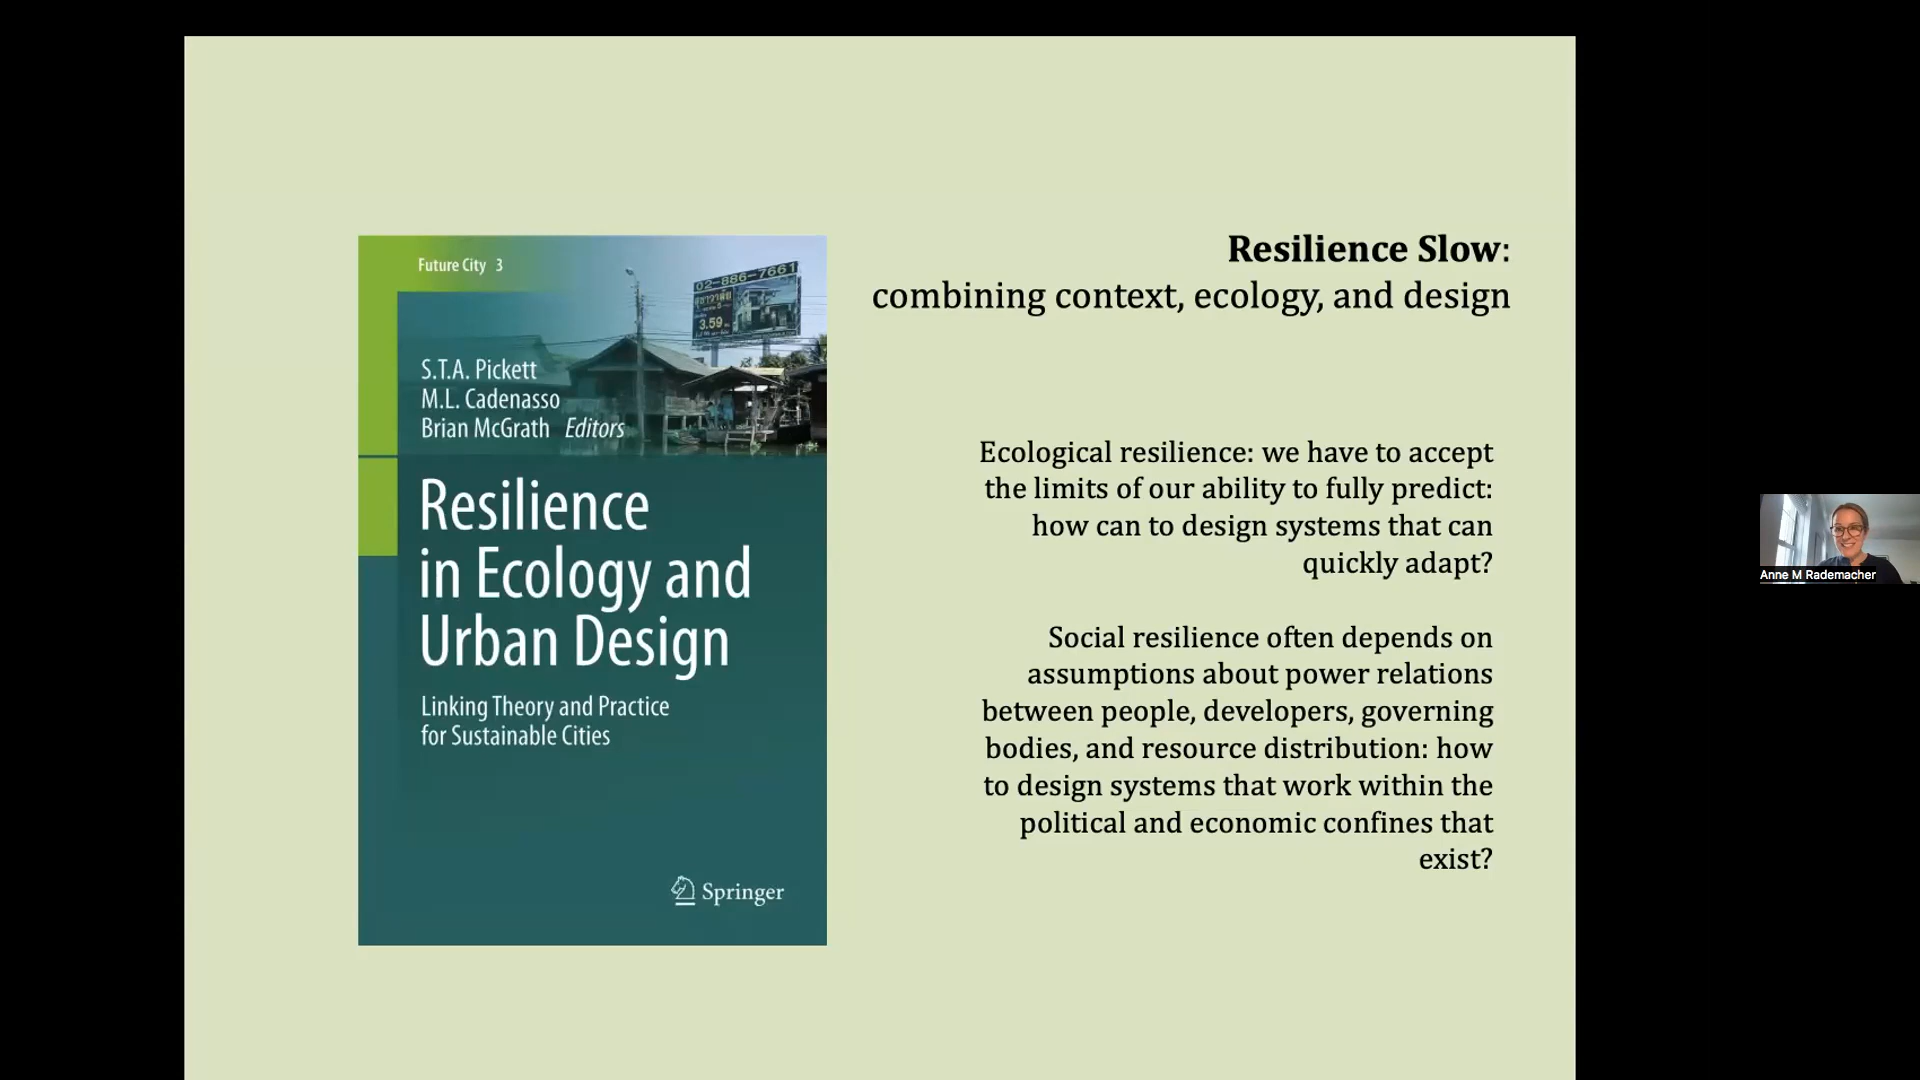 Future City 3
02-886-7661
3.59
S.T.A. Pickett
M.L. Cadenasso
Brian McGrath Editors
Resilience
in Ecology and
Urban Design
Linking Theory and Practice
for Sustainable Cities
Springer
Resilience Slow:
combining context, ecology, and design
Ecological resilience: we have to accept
the limits of our ability to fully predict:
how can to design systems that can
quickly adapt?
Social resilience often depends on
assumptions about power relations
between people, developers, governing
bodies, and resource distribution: how
to design systems that work within the
political and economic confines that
exist?
Anne M Rademacher